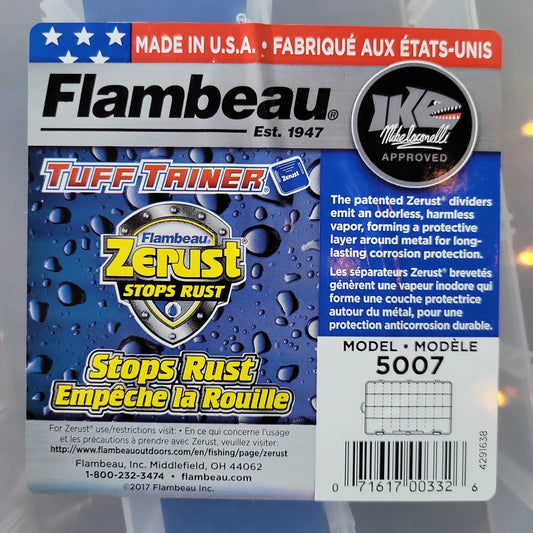 MADE IN U.S.A. • FABRIQUÉ AUX ÉTATS-UNIS
Flambeau®
Est. 1947
IKE
Mike Iaconelli
APPROVED
TUFF TAINER®
Zerust
Flambeau®
ZERUST®
STOPS RUST
Stops Rust
Empêche la Rouille
The patented Zerust® dividers
emit an odorless, harmless
vapor, forming a protective
layer around metal for long-
lasting corrosion protection.
Les séparateurs Zerust® brevetés
génèrent une vapeur inodore qui
forme une couche protectrice
autour du métal, pour une
protection anticorrosion durable.
MODEL • MODÈLE
5007
For Zerust® use/restrictions visit: • En ce qui concerne l'usage
et les précautions à prendre avec Zerust, veuillez visiter:
http://www.flambeauoutdoors.com/en/fishing/page/zerust
Flambeau, Inc. Middlefield, OH 44062
1-800-232-3474 • flambeau.com
©2017 Flambeau Inc.
0 71617 00332 6
4291638